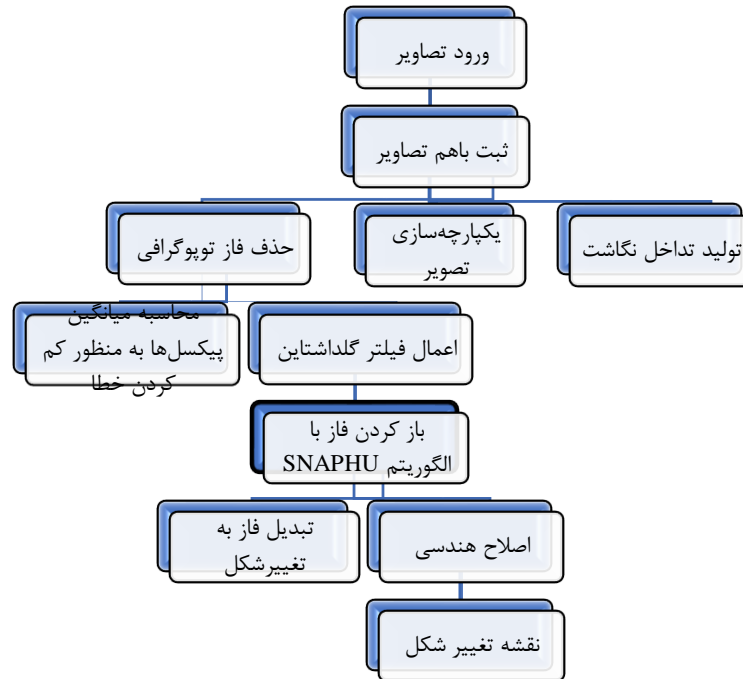 ورود تصاویر
ثبت باهم تصاویر
تولید تداخل نگاشت
یکپارچه‌سازی
تصویر
حذف فاز توپوگرافی
اعمال فیلتر گلداشتاین
محاسبه میانگین
پیکسل‌ها به منظور کم
کردن خطا
باز کردن فاز با
الگوریتم SNAPHU
اصلاح هندسی
تبدیل فاز به
تغییرشکل
نقشه تغییر شکل